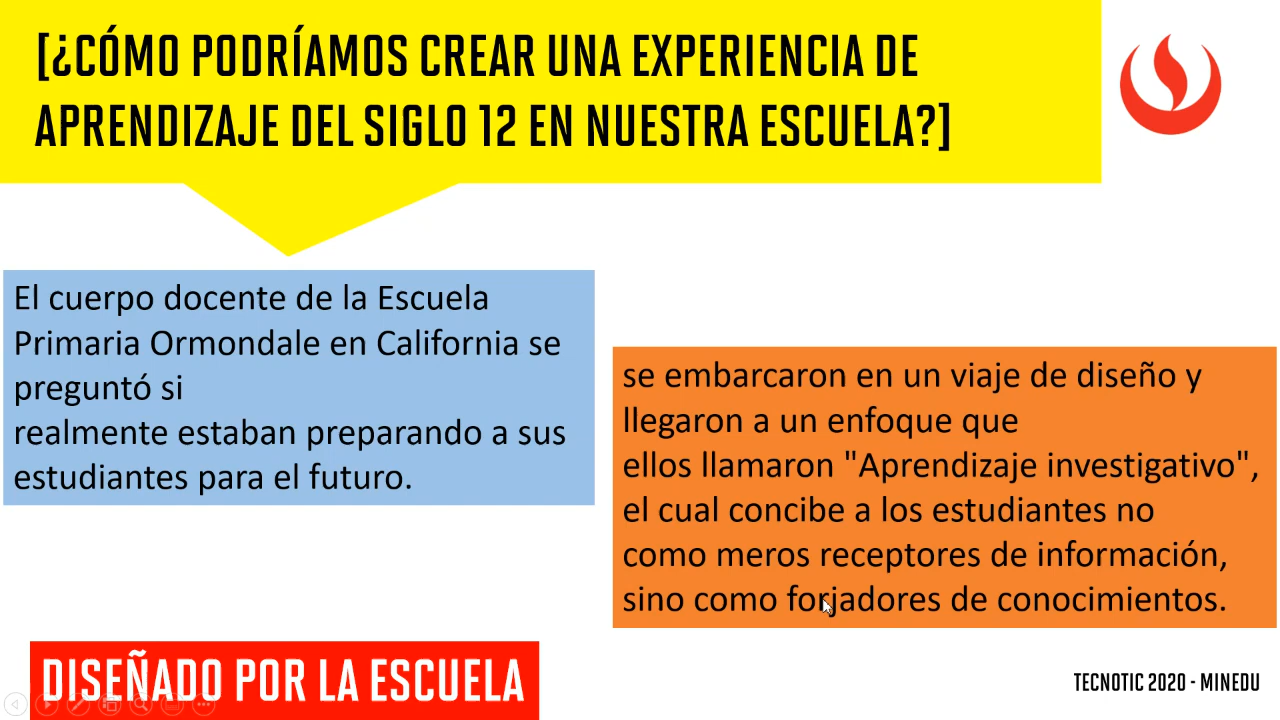 [¿CÓMO PODRÍAMOS CREAR UNA EXPERIENCIA DE
APRENDIZAJE DEL SIGLO 12 EN NUESTRA ESCUELA?]
El cuerpo docente de la Escuela
Primaria Ormondale en California se
preguntó si
realmente estaban preparando a sus
estudiantes para el futuro.
se embarcaron en un viaje de diseño y
llegaron a un enfoque que
ellos llamaron "Aprendizaje investigativo",
el cual concibe a los estudiantes no
como meros receptores de información,
sino como forjadores de conocimientos.
DISEÑADO POR LA ESCUELA
TECNOTIC 2020 - MINEDU